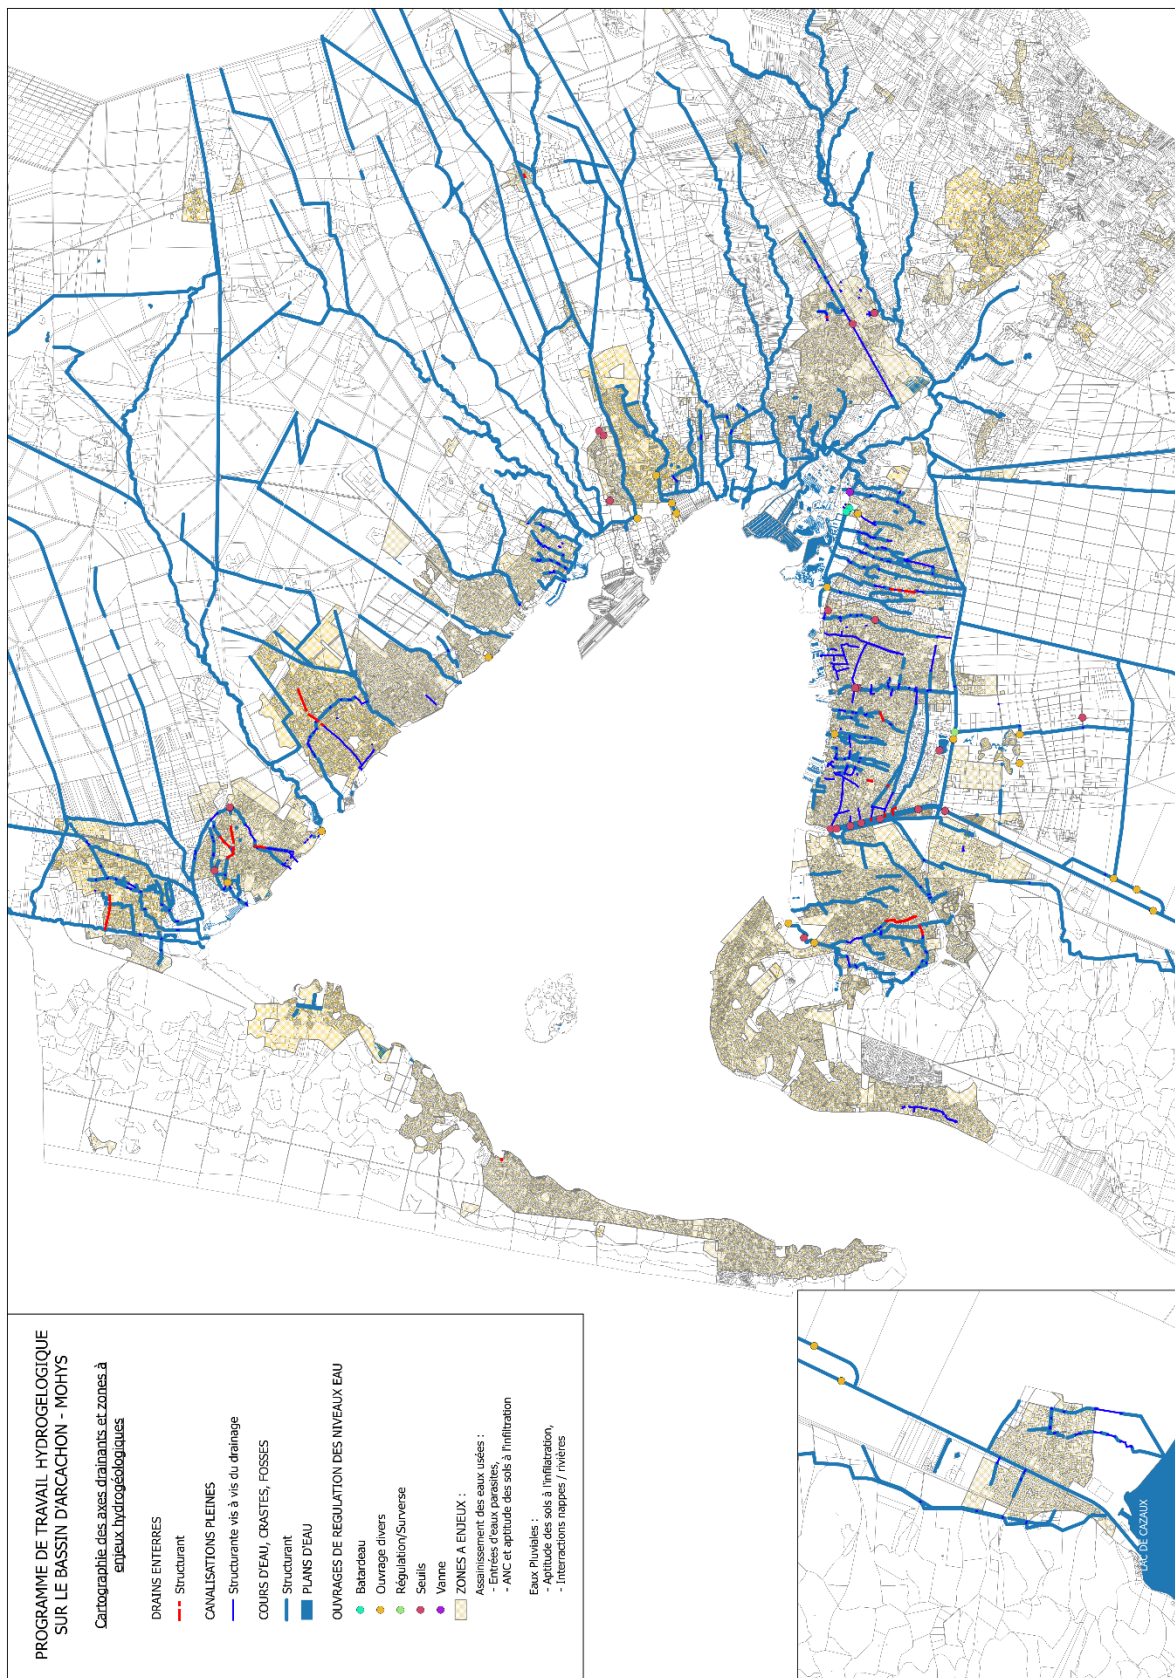 PROGRAMME DE TRAVAIL HYDROGELOGIQUE
SUR LE BASSIN D'ARCACHON - MOHYS
Cartographie des axes drainants et zones à
enjeux hydrogéologiques
DRAINS ENTERRES
Structurant
CANALISATIONS PLEINES
Structurante vis à vis du drainage
COURS D'EAU, CRASTES, FOSSES
Structurant
PLANS D'EAU
OUVRAGES DE REGULATION DES NIVEAUX EAU
Batardeau
Ouvrage divers
Régulation/Surverse
Seuils
Vanne
ZONES A ENJEUX :
Assainissement des eaux usées :
- Entrées d'eaux parasites,
- ANC et aptitude des sols à l'infiltration
Eaux Pluviales :
- Aptitude des sols à l'infilatration,
- Interractions nappes / rivières
LAC DE CAZAUX